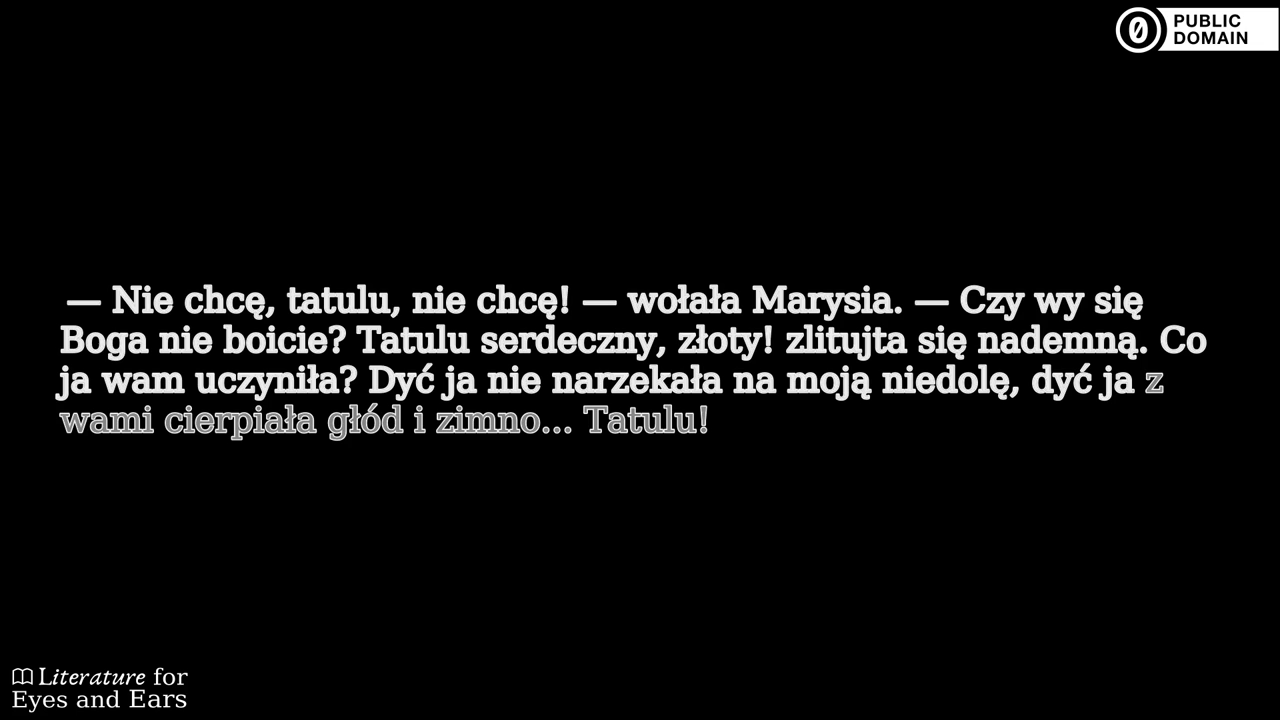 PUBLIC
DOMAIN
— Nie chcę, tatulu, nie chcę! — wołała Marysia. — Czy wy się
Boga nie boicie? Tatulu serdeczny, złoty! zlitujta się nademną. Co
ja wam uczyniła? Dyć ja nie narzekała na moją niedolę, dyć ja z
wami cierpiała głód i zimno... Tatulu!
Literature for
Eyes and Ears